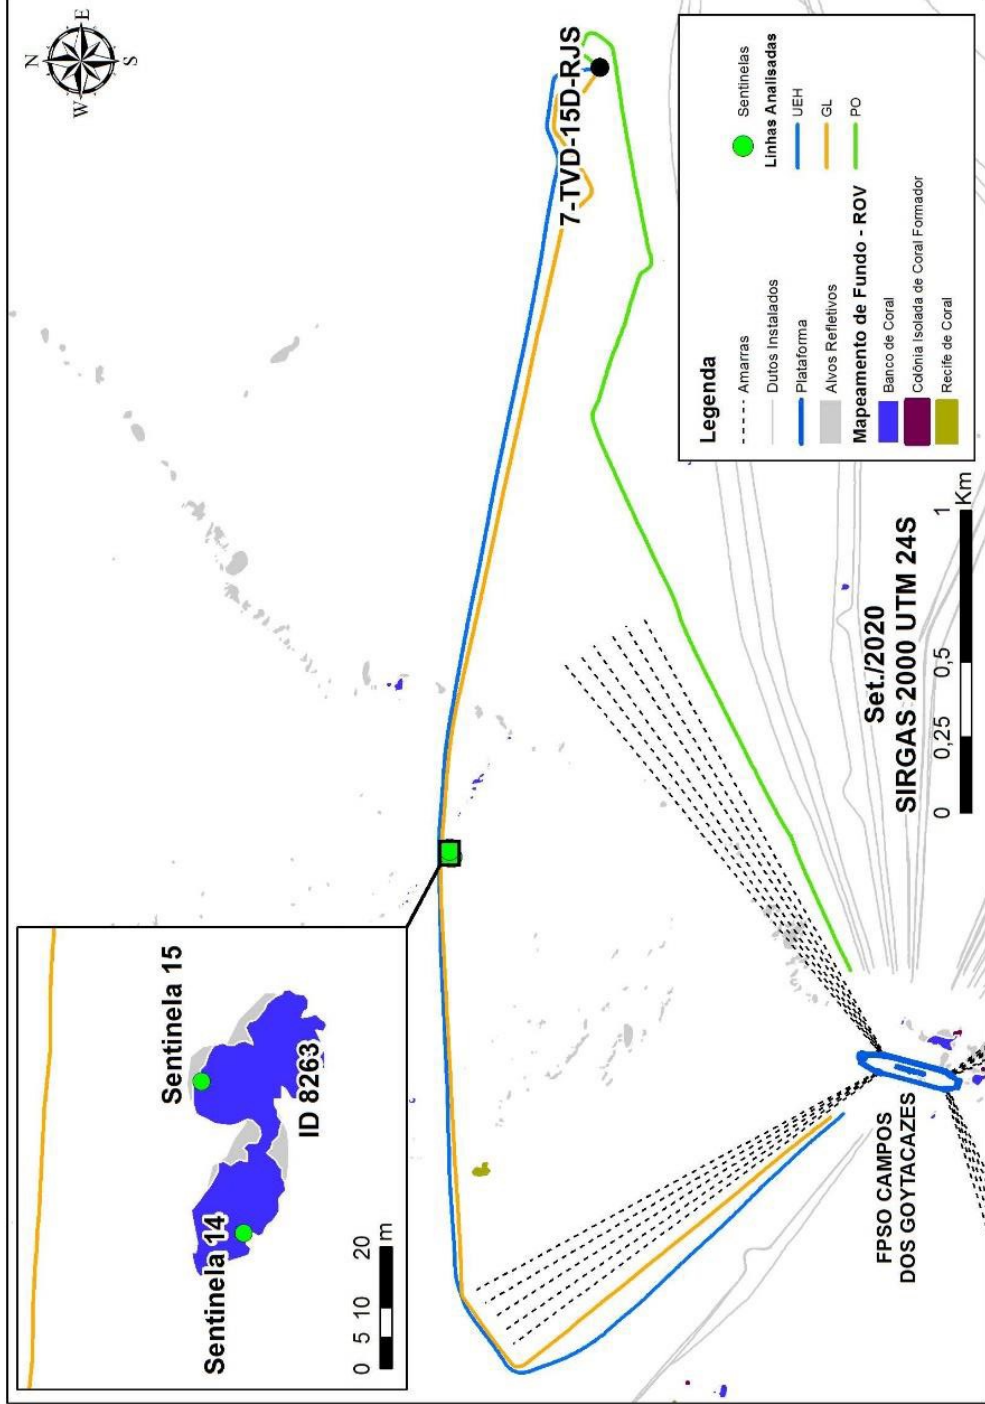 N
E
S
W
7-TVD-15D-RJS
Sentinela 15
Sentinela 14
ID 8263
0 5 10 20
m
FPSO CAMPOS
DOS GOYTACAZES
Set./2020
SIRGAS 2000 UTM 24S
0 0,25 0,5 1
Km
Legenda
Amarras
Dutos Instalados
Plataforma
Alvos Refletivos
Mapeamento de Fundo - ROV
Banco de Coral
Colônia Isolada de Coral Formador
Recife de Coral
Sentinelas
Linhas Analisadas
UEH
GL
PO